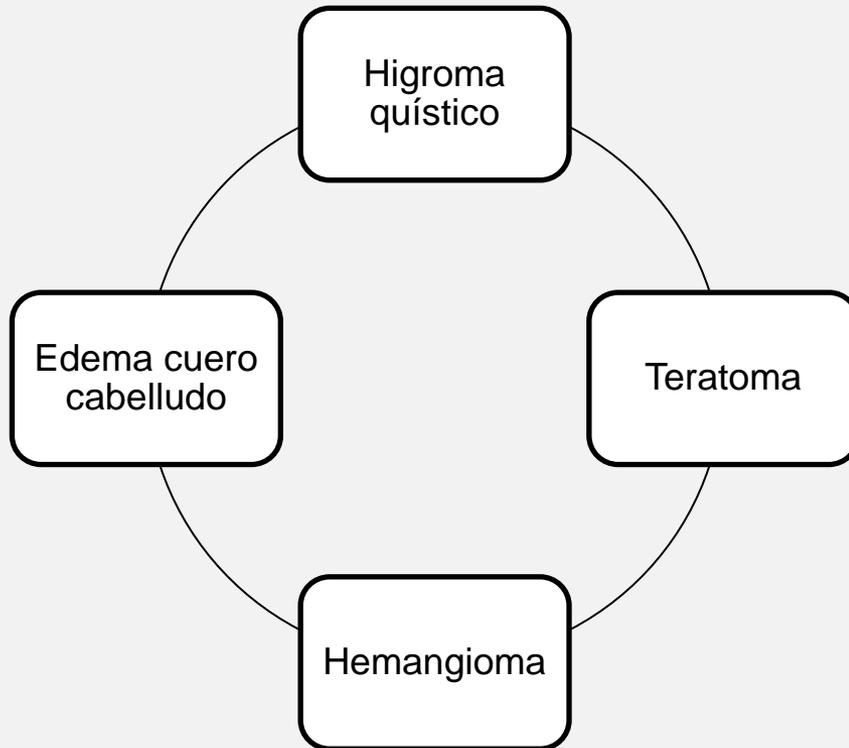 Higroma
quístico
Edema cuero
cabelludo
Teratoma
Hemangioma